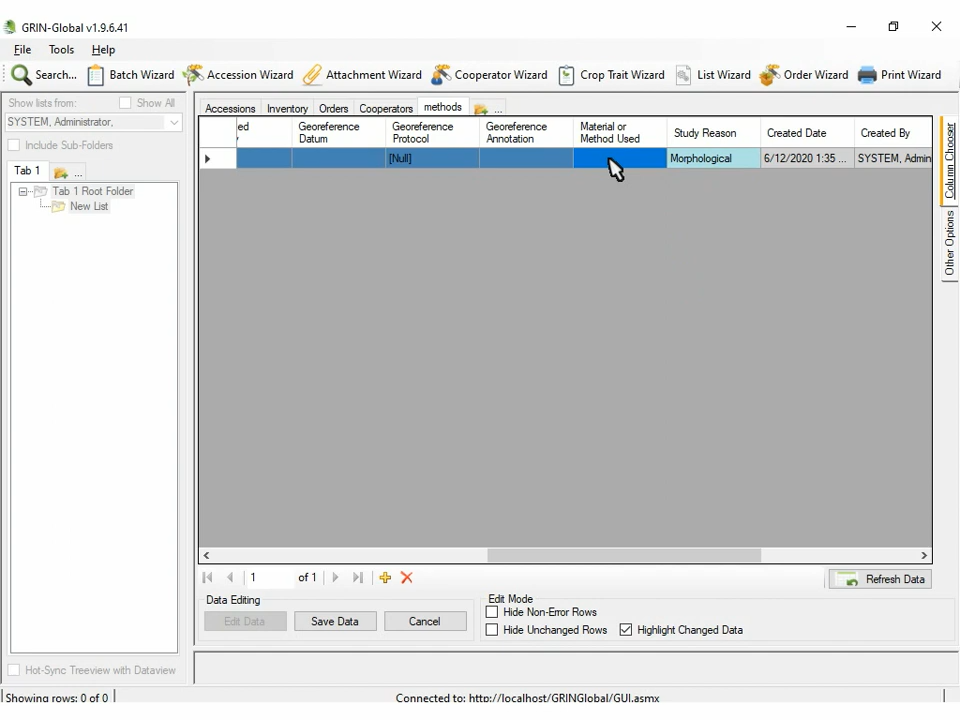 GRIN-Global v1.9.6.41
File Tools Help
Search... Batch Wizard Accession Wizard Attachment Wizard Cooperator Wizard Crop Trait Wizard List Wizard Order Wizard Print Wizard
Show lists from: Show All
SYSTEM, Administrator,
Include Sub-Folders
Tab 1 ...
Tab 1 Root Folder
New List
Hot-Sync Treeview with Dataview
Accessions Inventory Orders Cooperators methods ...
ed
Georeference Datum
Georeference Protocol
Georeference Annotation
Material or Method Used
Study Reason
Created Date
Created By
[Null] Morphological 6/12/2020 1:35 ... SYSTEM, Admin
Column Chooser
Other Options
1 of 1
Refresh Data
Data Editing
Edit Data Save Data Cancel
Edit Mode
Hide Non-Error Rows
Hide Unchanged Rows Highlight Changed Data
Showing rows: 0 of 0 Connected to: http://localhost/GRINGlobal/GUI.asmx